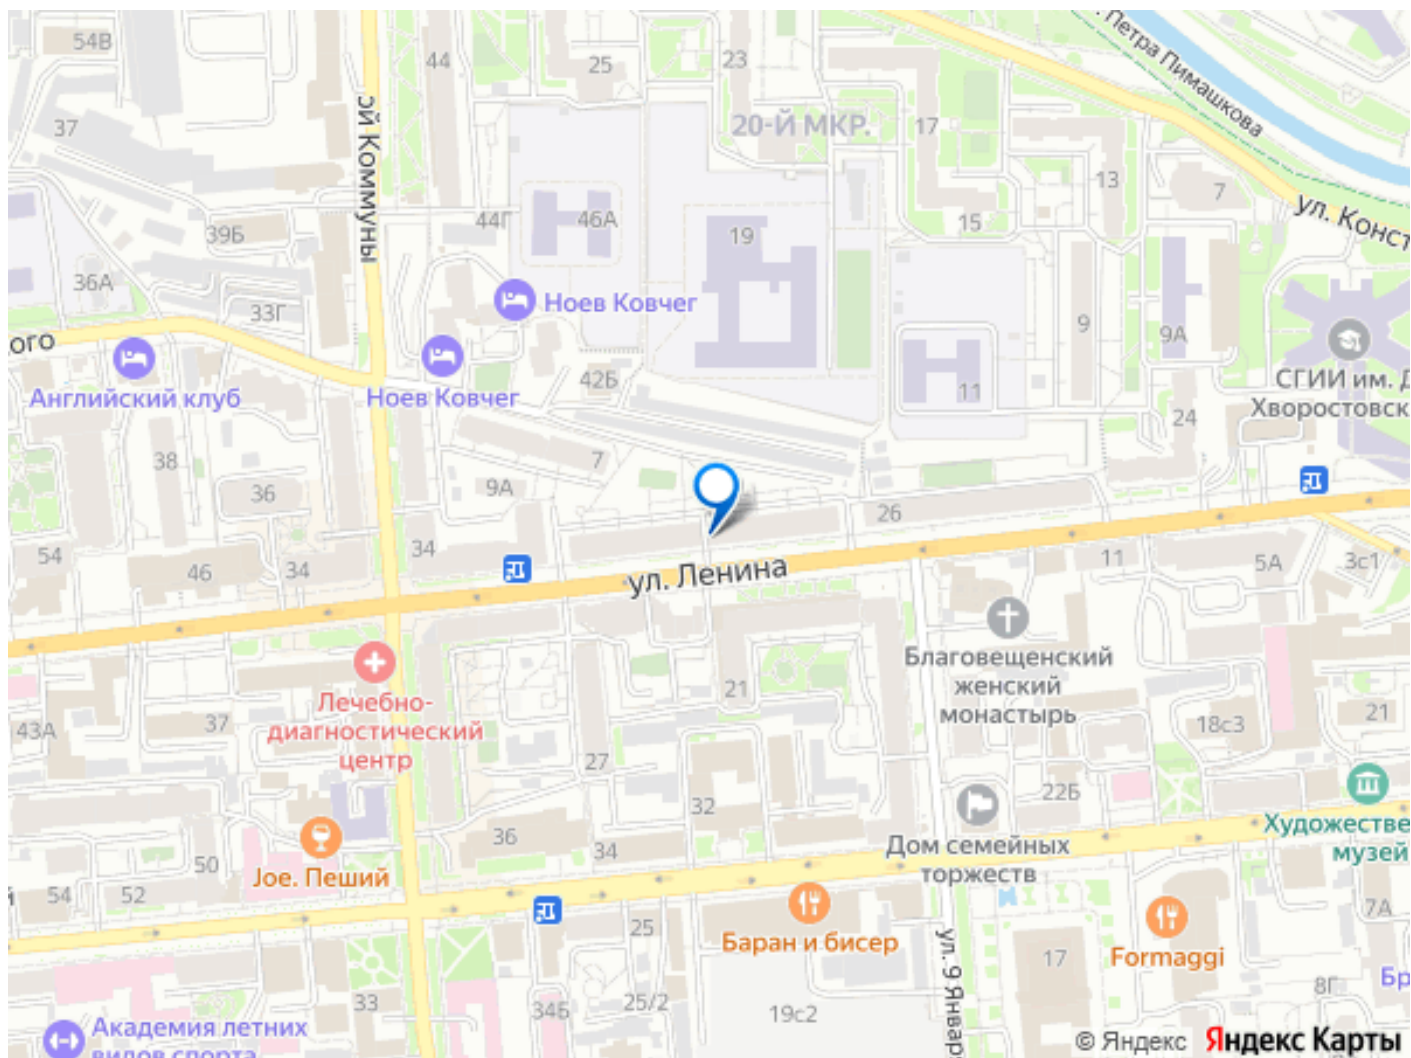 54В
44
25
23
л. Петра Пимашкова
37
20-Й МКР.
17
эй Коммуны
13
7
ул. Конст
39Б
44Г
46А
19
15
36А
33Г
Ноев Ковчег
9
9А
ого
Английский клуб
Ноев Ковчег
42Б
11
СГИИ им. Д
Хворостовск
24
38
7
36
9А
26
54
46
34
34
ул. Ленина
11
5А
3с1
Благовещенский
женский
монастырь
Лечебно-
диагностический
центр
43А
37
21
18с3
21
27
32
22Б
Художестве
музей
36
34
Дом семейных
торжеств
50
Joe. Пеший
54
52
25
Баран и бисер
Formaggi
7А
17
ул. 9 Январ
33
34Б
25/2
19с2
8Г
Бр
Академия летних
видов спорта
© Яндекс Яндекс Карты